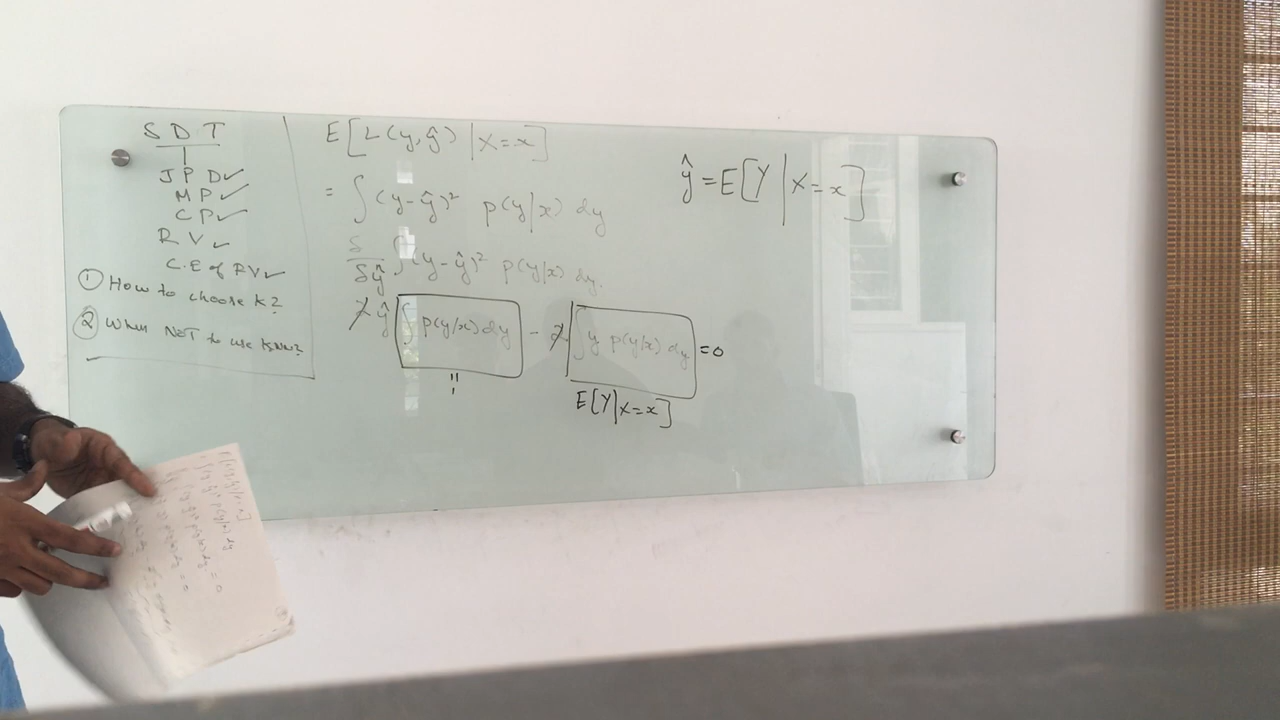 S D T
J P D ✓
M P ✓
C P ✓
R V ✓
C.E of RV ✓
① How to choose K?
② When NOT to use KNN?
E[L(y,ŷ) | X=x]
= ∫ (y-ŷ)² p(y|x) dy
δ/δŷ ∫(y-ŷ)² p(y|x) dy.
2ŷ ∫ p(y/x) dy - 2 ∫ y p(y/x) dy = 0
E[Y|X=x]
ŷ = E[Y | X=x]